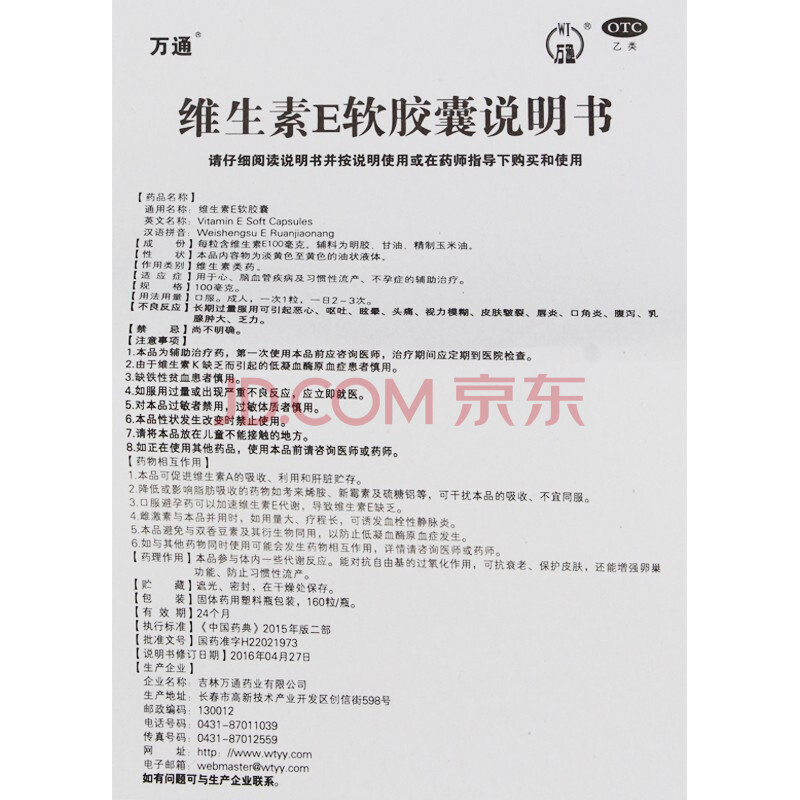 万通®
WT
万通
®
OTC
乙类
维生素E软胶囊说明书
请仔细阅读说明书并按说明使用或在药师指导下购买和使用
【药品名称】
通用名称：维生素E软胶囊
英文名称：Vitamin E Soft Capsules
汉语拼音：Weishengsu E Ruanjiaonang
【成　　份】每粒含维生素E100毫克，辅料为明胶、甘油、精制玉米油。
【性　　状】本品内容物为淡黄色至黄色的油状液体。
【作用类别】维生素类药。
【适 应 症】用于心、脑血管疾病及习惯性流产、不孕症的辅助治疗。
【规　　格】100毫克。
【用法用量】口服。成人，一次1粒，一日2～3次。
【不良反应】长期过量服用可引起恶心、呕吐、眩晕、头痛、视力模糊、皮肤皲裂、唇炎、口角炎、腹泻、乳
腺肿大、乏力。
【禁　　忌】尚不明确。
【注意事项】
1.本品为辅助治疗药，第一次使用本品前应咨询医师，治疗期间应定期到医院检查。
2.由于维生素K缺乏而引起的低凝血酶原血症患者慎用。
3.缺铁性贫血患者慎用。
4.如服用过量或出现严重不良反应，应立即就医。
5.对本品过敏者禁用，过敏体质者慎用。
6.本品性状发生改变时禁止使用。
7.请将本品放在儿童不能接触的地方。
8.如正在使用其他药品，使用本品前请咨询医师或药师。
【药物相互作用】
1.本品可促进维生素A的吸收、利用和肝脏贮存。
2.降低或影响脂肪吸收的药物如考来烯胺、新霉素及硫糖铝等，可干扰本品的吸收、不宜同服。
3.口服避孕药可以加速维生素E代谢，导致维生素E缺乏。
4.雌激素与本品并用时，如用量大、疗程长，可诱发血栓性静脉炎。
5.本品避免与双香豆素及其衍生物同用，以防止低凝血酶原血症发生。
6.如与其他药物同时使用可能会发生药物相互作用，详情请咨询医师或药师。
【药理作用】本品参与体内一些代谢反应。能对抗自由基的过氧化作用，可抗衰老、保护皮肤，还能增强卵巢
功能、防止习惯性流产。
【贮　　藏】遮光、密封，在干燥处保存。
【包　　装】固体药用塑料瓶包装，160粒/瓶。
【有 效 期】24个月
【执行标准】《中国药典》2015年版二部
【批准文号】国药准字H22021973
【说明书修订日期】2016年04月27日
【生产企业】
企业名称：吉林万通药业有限公司
生产地址：长春市高新技术产业开发区创信街598号
邮政编码：130012
电话号码：0431-87011039
传真号码：0431-87012559
网　　址：http: //www.wtyy.com
电子邮箱：webmaster@wtyy.com
如有问题可与生产企业联系。
JD.COM 京东